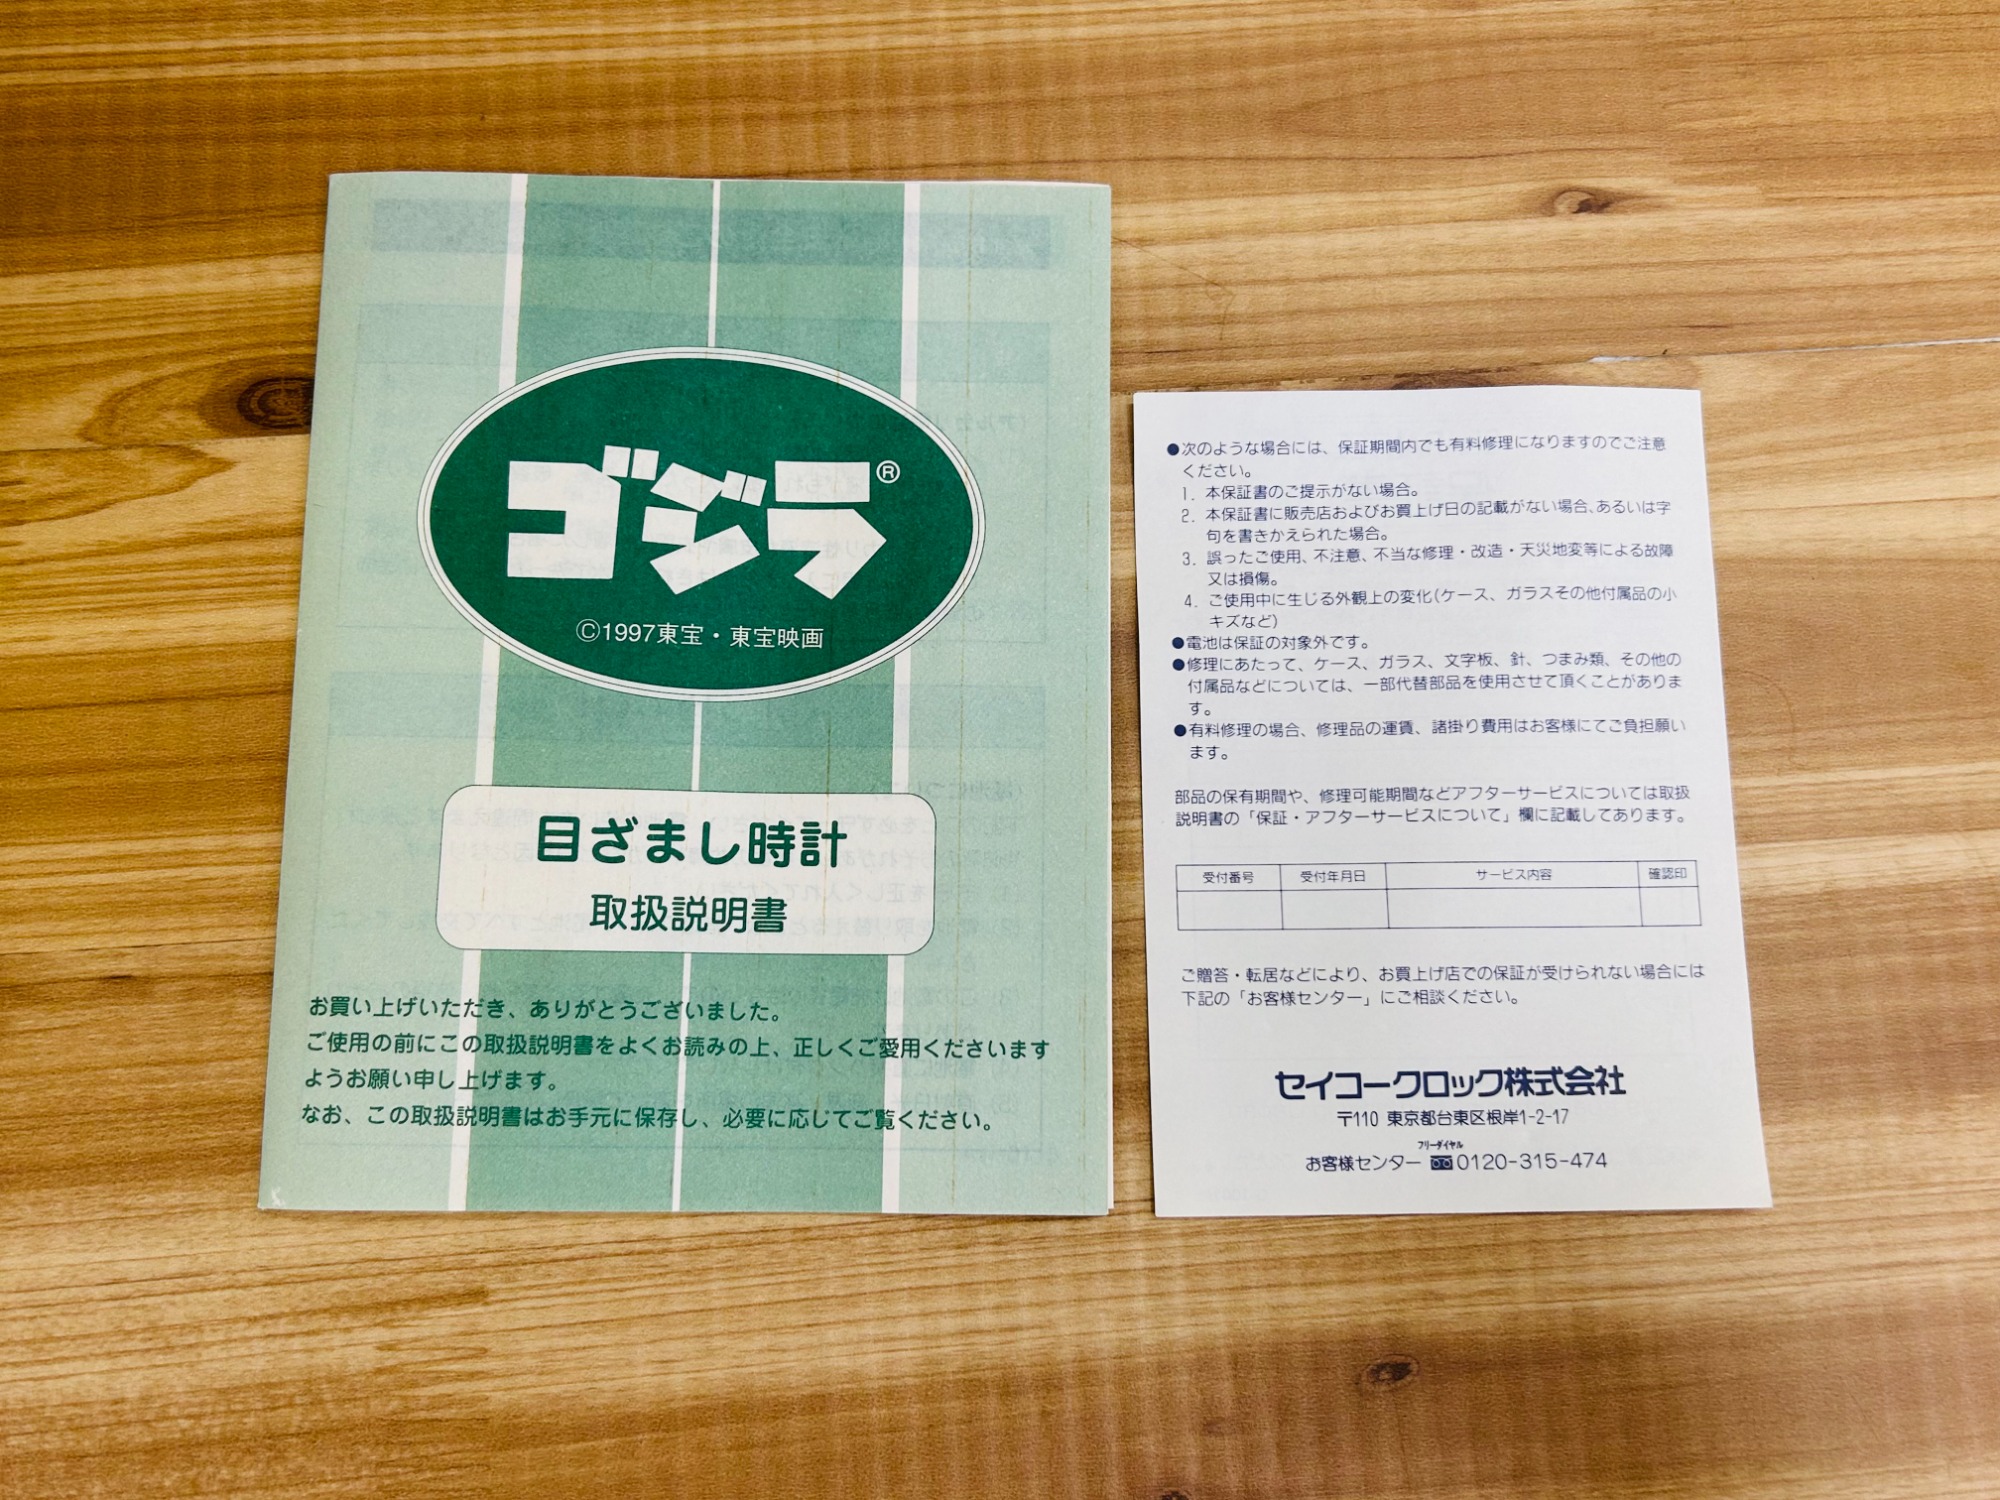 ゴジラ®
©1997東宝・東宝映画
目ざまし時計
取扱説明書
お買い上げいただき、ありがとうございました。
ご使用の前にこの取扱説明書をよくお読みの上、正しくご愛用くださいます
ようお願い申し上げます。
なお、この取扱説明書はお手元に保存し、必要に応じてご覧ください。
●次のような場合には、保証期間内でも有料修理になりますのでご注意
ください。
1. 本保証書のご提示がない場合。
2. 本保証書に販売店およびお買上げ日の記載がない場合、あるいは字
句を書きかえられた場合。
3. 誤ったご使用、不注意、不当な修理・改造・天災地変等による故障
又は損傷。
4. ご使用中に生じる外観上の変化(ケース、ガラスその他付属品の小
キズなど)
●電池は保証の対象外です。
●修理にあたって、ケース、ガラス、文字板、針、つまみ類、その他の
付属品などについては、一部代替部品を使用させて頂くことがありま
す。
●有料修理の場合、修理品の運賃、諸掛り費用はお客様にてご負担願い
ます。
部品の保有期間や、修理可能期間などアフターサービスについては取扱
説明書の「保証・アフターサービスについて」欄に記載してあります。
受付番号 受付年月日 サービス内容 確認印
ご贈答・転居などにより、お買上げ店での保証が受けられない場合には
下記の「お客様センター」にご相談ください。
セイコークロック株式会社
〒110 東京都台東区根岸1-2-17
フリーダイヤル
お客様センター 0120-315-474